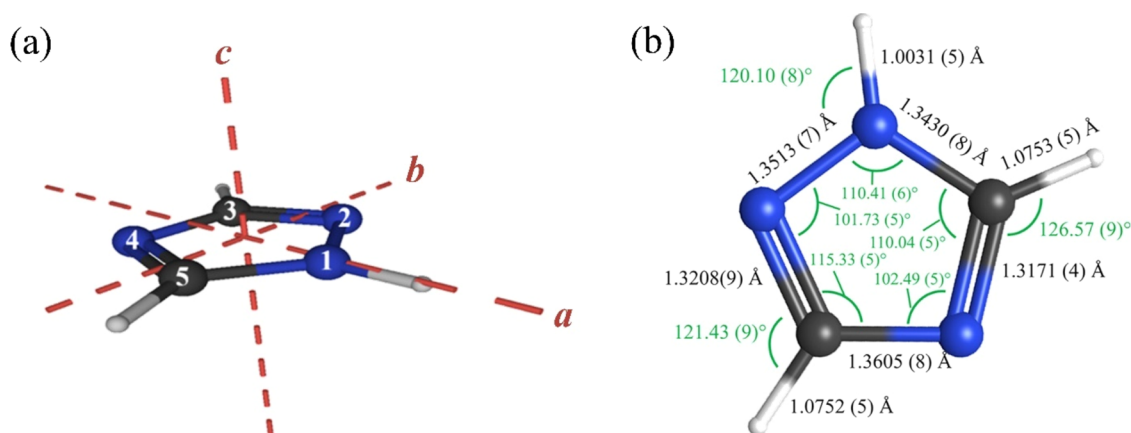 (a)
c
b
3
2
4
1
5
a
(b)
1.0031 (5) Å
120.10 (8)°
1.3513 (7) Å
1.3430 (8) Å
1.0753 (5) Å
110.41 (6)°
101.73 (5)°
110.04 (5)°
126.57 (9)°
1.3208(9) Å
115.33 (5)°
102.49 (5)°
1.3171 (4) Å
121.43 (9)°
1.3605 (8) Å
1.0752 (5) Å